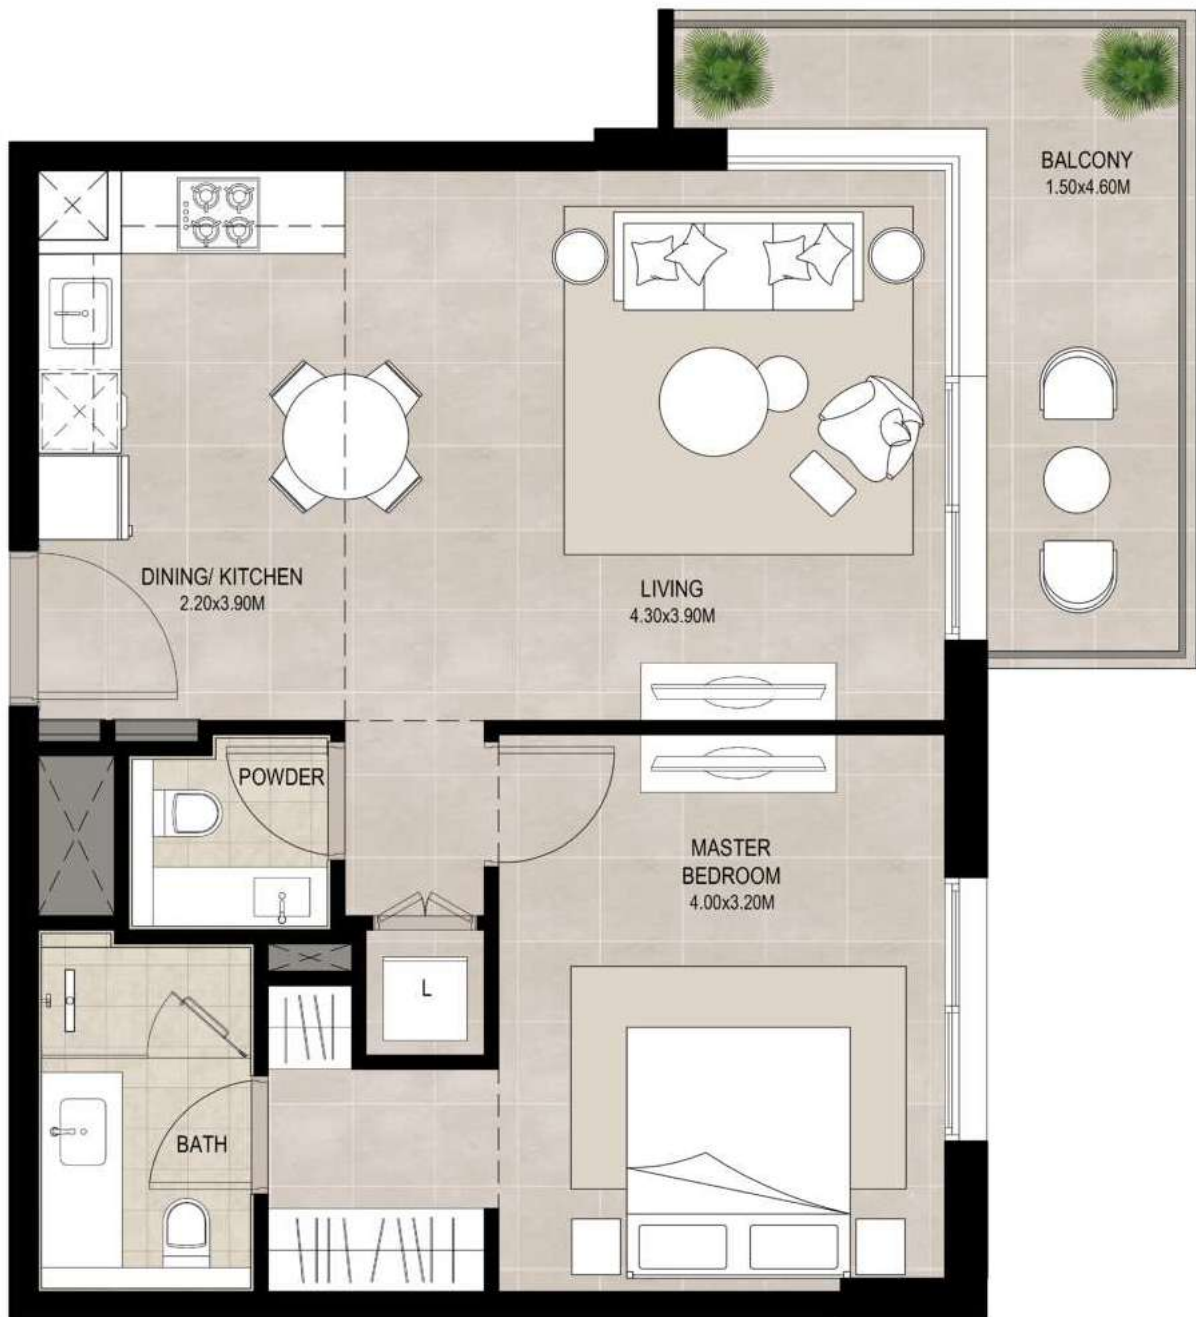 BALCONY
1.50x4.60M
DINING/ KITCHEN
2.20x3.90M
LIVING
4.30x3.90M
POWDER
MASTER
BEDROOM
4.00x3.20M
L
BATH